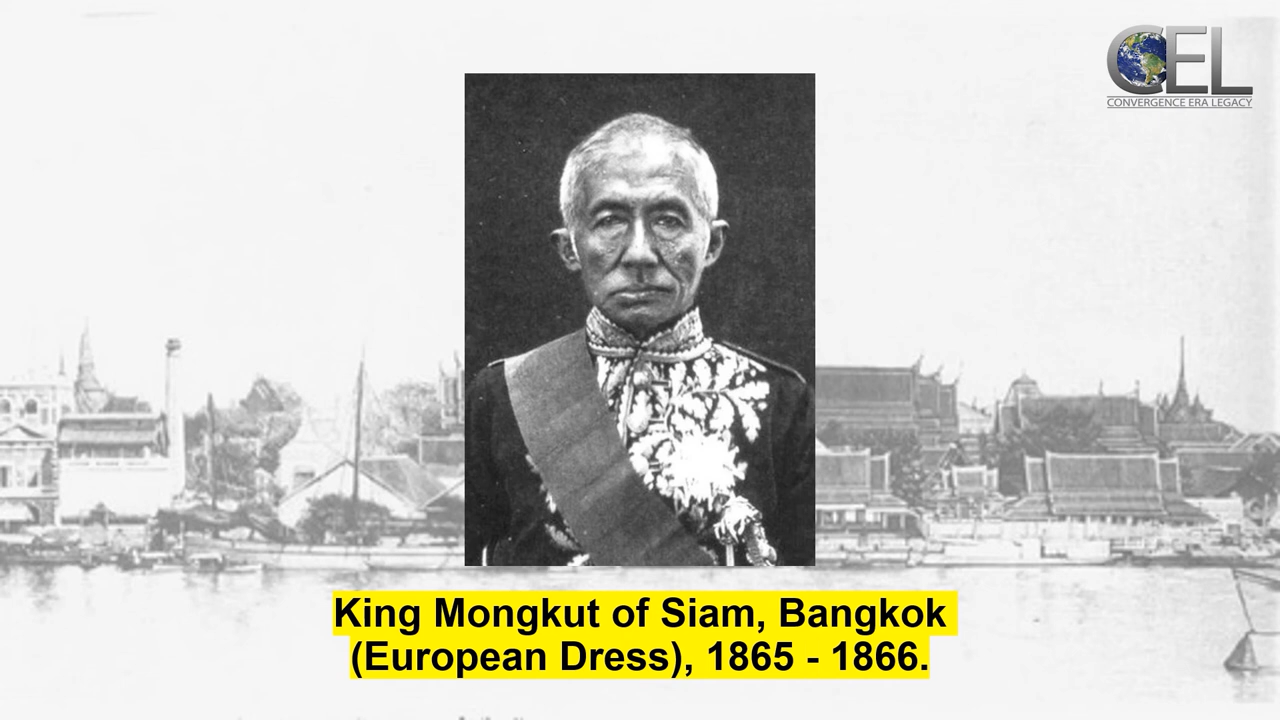 CEL
CONVERGENCE ERA LEGACY
King Mongkut of Siam, Bangkok
(European Dress), 1865 - 1866.